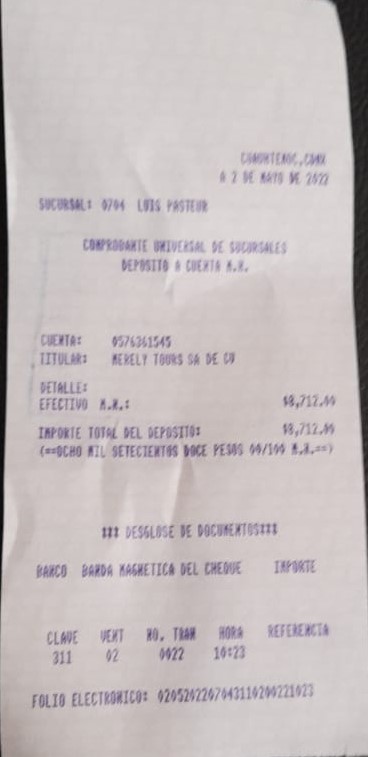 CUAUHTEMOC,CDMX
A 2 DE MAYO DE 2022
SUCURSAL: 0704 LUIS PASTEUR
COMPROBANTE UNIVERSAL DE SUCURSALES
DEPOSITO A CUENTA M.N.
CUENTA: 0576361545
TITULAR: MERELY TOURS SA DE CV
DETALLE:
EFECTIVO M.N.: $8,712.00
IMPORTE TOTAL DEL DEPOSITO: $8,712.00
(==OCHO MIL SETECIENTOS DOCE PESOS 00/100 M.N.==)
*** DESGLOSE DE DOCUMENTOS***
BANCO BANDA MAGNETICA DEL CHEQUE IMPORTE
CLAVE VENT NO. TRAN HORA REFERENCIA
311 02 0022 10:23
FOLIO ELECTRONICO: 0205202207043110200221023